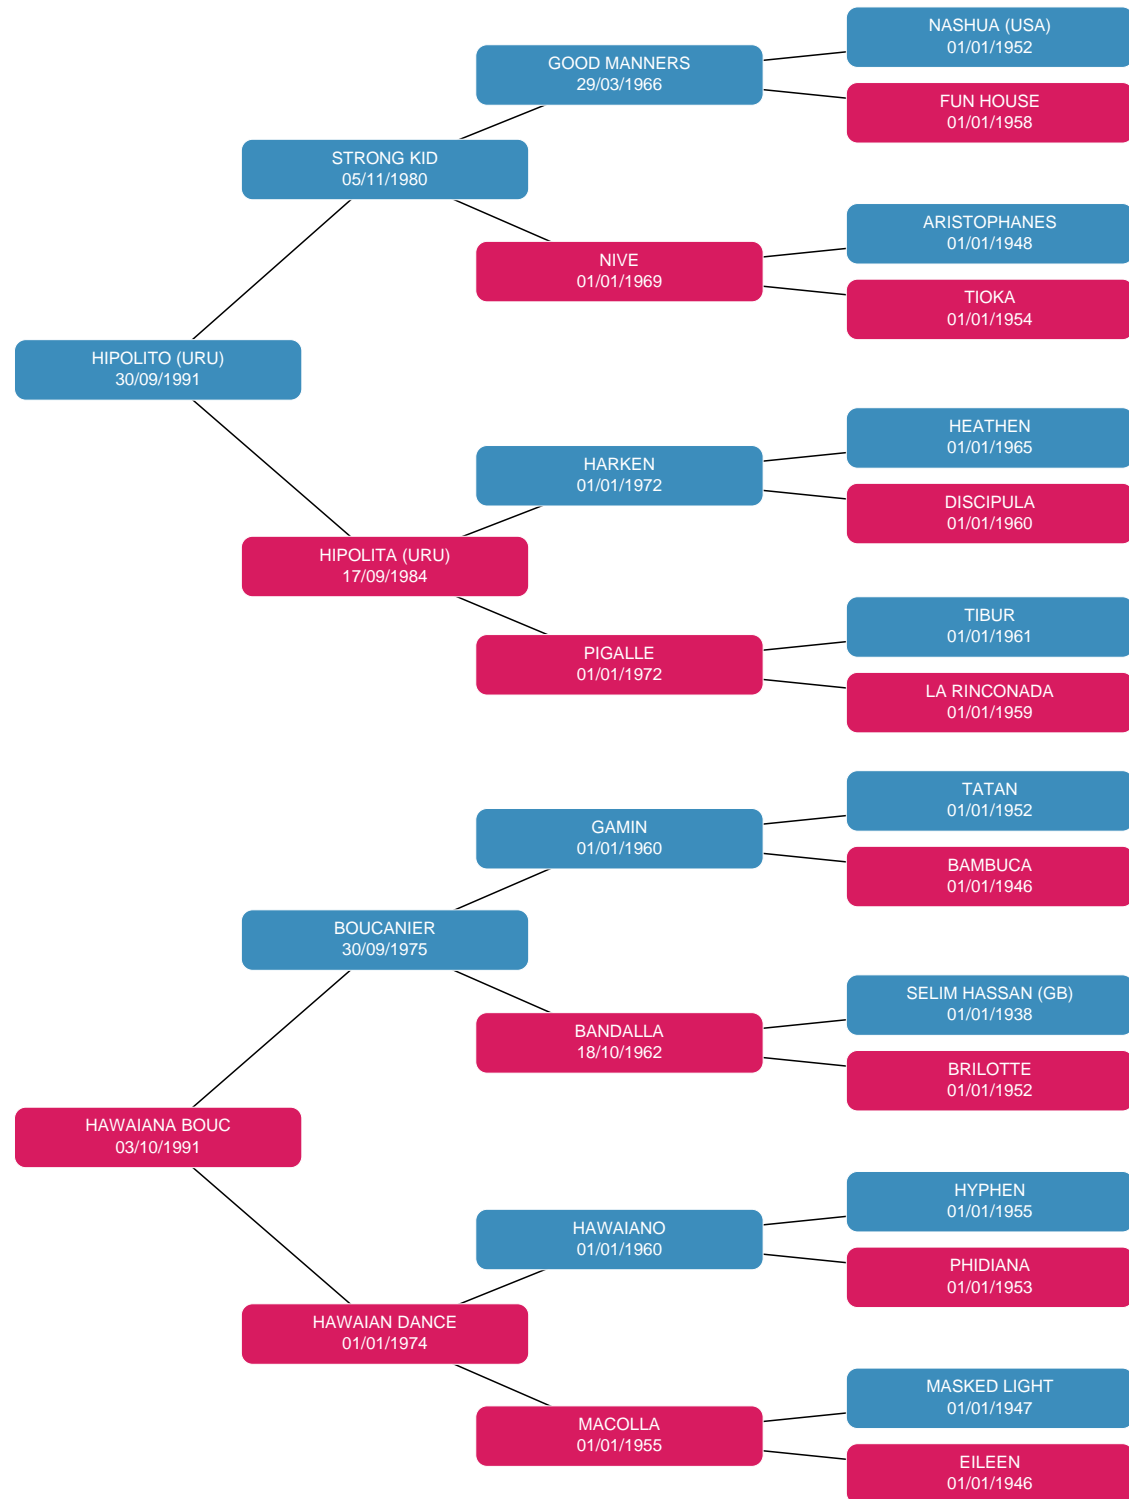 NASHUA (USA)
01/01/1952
GOOD MANNERS
29/03/1966
FUN HOUSE
01/01/1958
STRONG KID
05/11/1980
ARISTOPHANES
01/01/1948
NIVE
01/01/1969
TIOKA
01/01/1954
HIPOLITO (URU)
30/09/1991
HEATHEN
01/01/1965
HARKEN
01/01/1972
DISCIPULA
01/01/1960
HIPOLITA (URU)
17/09/1984
TIBUR
01/01/1961
PIGALLE
01/01/1972
LA RINCONADA
01/01/1959
TATAN
01/01/1952
GAMIN
01/01/1960
BAMBUCA
01/01/1946
BOUCANIER
30/09/1975
SELIM HASSAN (GB)
01/01/1938
BANDALLA
18/10/1962
BRILOTTE
01/01/1952
HAWAIANA BOUC
03/10/1991
HYPHEN
01/01/1955
HAWAIANO
01/01/1960
PHIDIANA
01/01/1953
HAWAIAN DANCE
01/01/1974
MASKED LIGHT
01/01/1947
MACOLLA
01/01/1955
EILEEN
01/01/1946